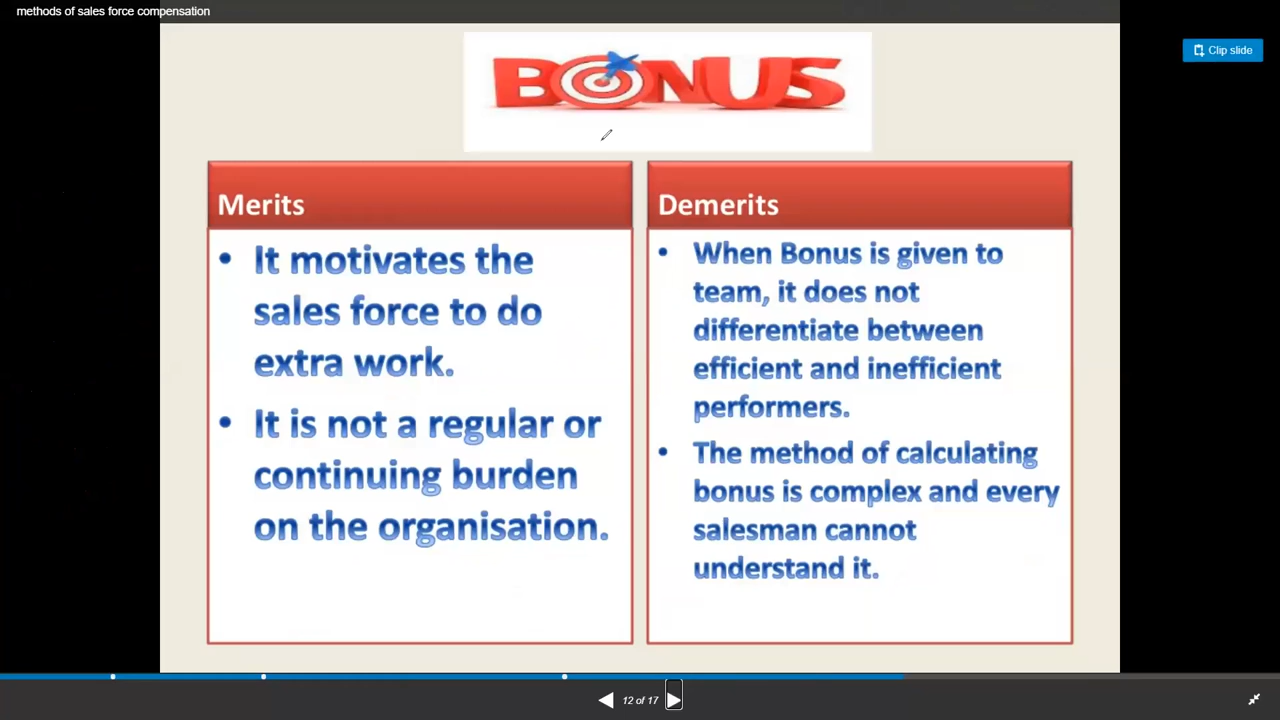 methods of sales force compensation
Clip slide
BONUS
Merits
• It motivates the
sales force to do
extra work.
• It is not a regular or
continuing burden
on the organisation.
Demerits
• When Bonus is given to
team, it does not
differentiate between
efficient and inefficient
performers.
• The method of calculating
bonus is complex and every
salesman cannot
understand it.
12 of 17